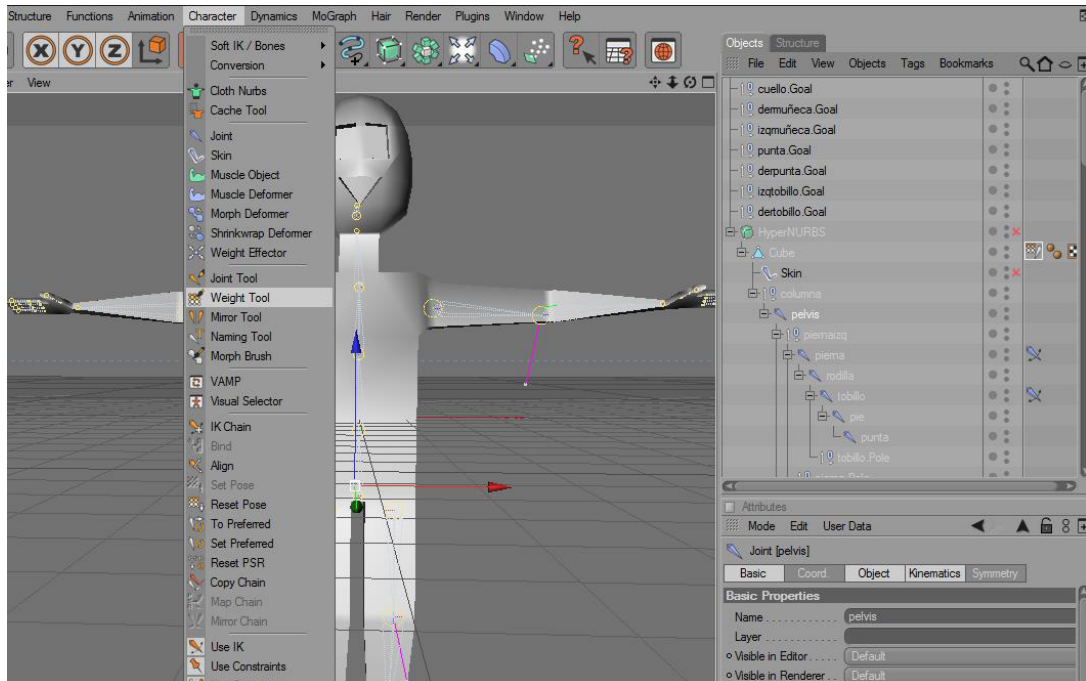 Structure Functions Animation Character Dynamics MoGraph Hair Render Plugins Window Help
X Y Z
View
Soft IK / Bones
Conversion
Cloth Nurbs
Cache Tool
Joint
Skin
Muscle Object
Muscle Deformer
Morph Deformer
Shrinkwrap Deformer
Weight Effector
Joint Tool
Weight Tool
Mirror Tool
Naming Tool
Morph Brush
VAMP
Visual Selector
IK Chain
Bind
Align
Set Pose
Reset Pose
To Preferred
Set Preferred
Reset PSR
Copy Chain
Map Chain
Mirror Chain
Use IK
Use Constraints
Objects Structure
File Edit View Objects Tags Bookmarks
cuello.Goal
dermuñeca.Goal
izqmuñeca.Goal
punta.Goal
derpunta.Goal
izqtobillo.Goal
dertobillo.Goal
HyperNURBS
Cube
Skin
columna
pelvis
piernaizq
pierna
rodilla
tobillo
pie
punta
tobillo.Pole
Attributes
Mode Edit User Data
Joint [pelvis]
Basic Coord. Object Kinematics Symmetry
Basic Properties
Name . . . . . . . . . . . pelvis
Layer . . . . . . . . . . .
Visible in Editor . . . . . Default
Visible in Renderer . . Default